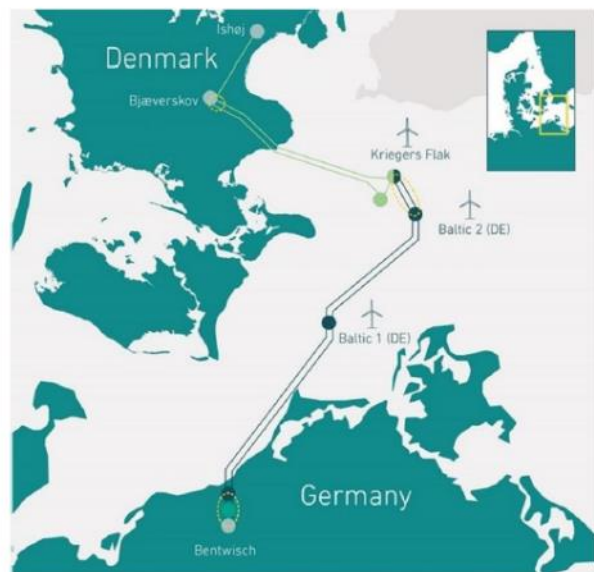 Ishøj
Denmark
Bjæverskov
Kriegers Flak
Baltic 2 (DE)
Baltic 1 (DE)
Germany
Bentwisch